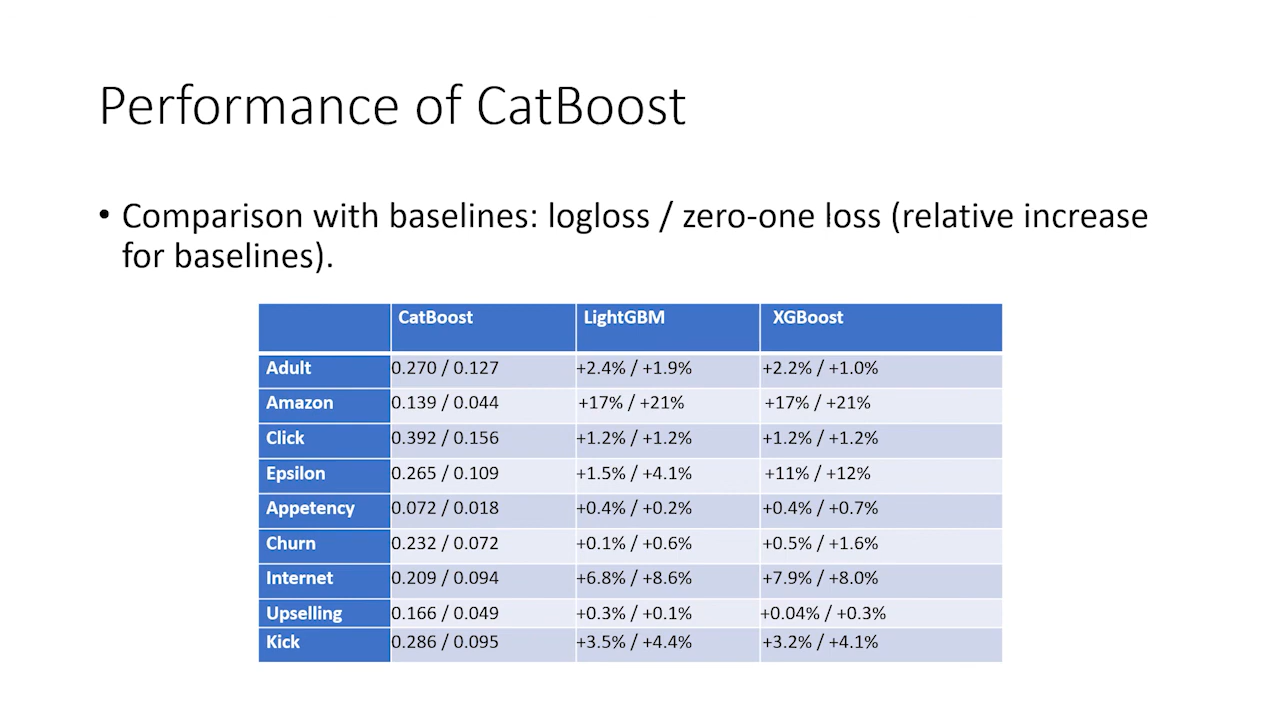 Performance of CatBoost
• Comparison with baselines: logloss / zero-one loss (relative increase
for baselines).
CatBoost LightGBM XGBoost
Adult 0.270 / 0.127 +2.4% / +1.9% +2.2% / +1.0%
Amazon 0.139 / 0.044 +17% / +21% +17% / +21%
Click 0.392 / 0.156 +1.2% / +1.2% +1.2% / +1.2%
Epsilon 0.265 / 0.109 +1.5% / +4.1% +11% / +12%
Appetency 0.072 / 0.018 +0.4% / +0.2% +0.4% / +0.7%
Churn 0.232 / 0.072 +0.1% / +0.6% +0.5% / +1.6%
Internet 0.209 / 0.094 +6.8% / +8.6% +7.9% / +8.0%
Upselling 0.166 / 0.049 +0.3% / +0.1% +0.04% / +0.3%
Kick 0.286 / 0.095 +3.5% / +4.4% +3.2% / +4.1%